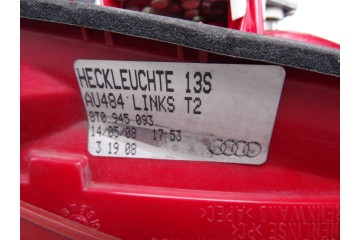 HECKLEUCHTE 13S
AU484 LINKS T2
8T0 945 093
14/05/08 17:53
3 19 08